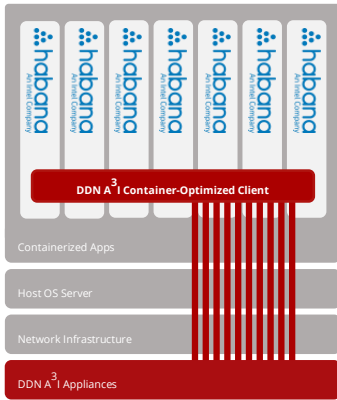 habana
An Intel Company
habana
An Intel Company
habana
An Intel Company
habana
An Intel Company
habana
An Intel Company
habana
An Intel Company
habana
An Intel Company
DDN A³I Container-Optimized Client
Containerized Apps
Host OS Server
Network Infrastructure
DDN A³I Appliances